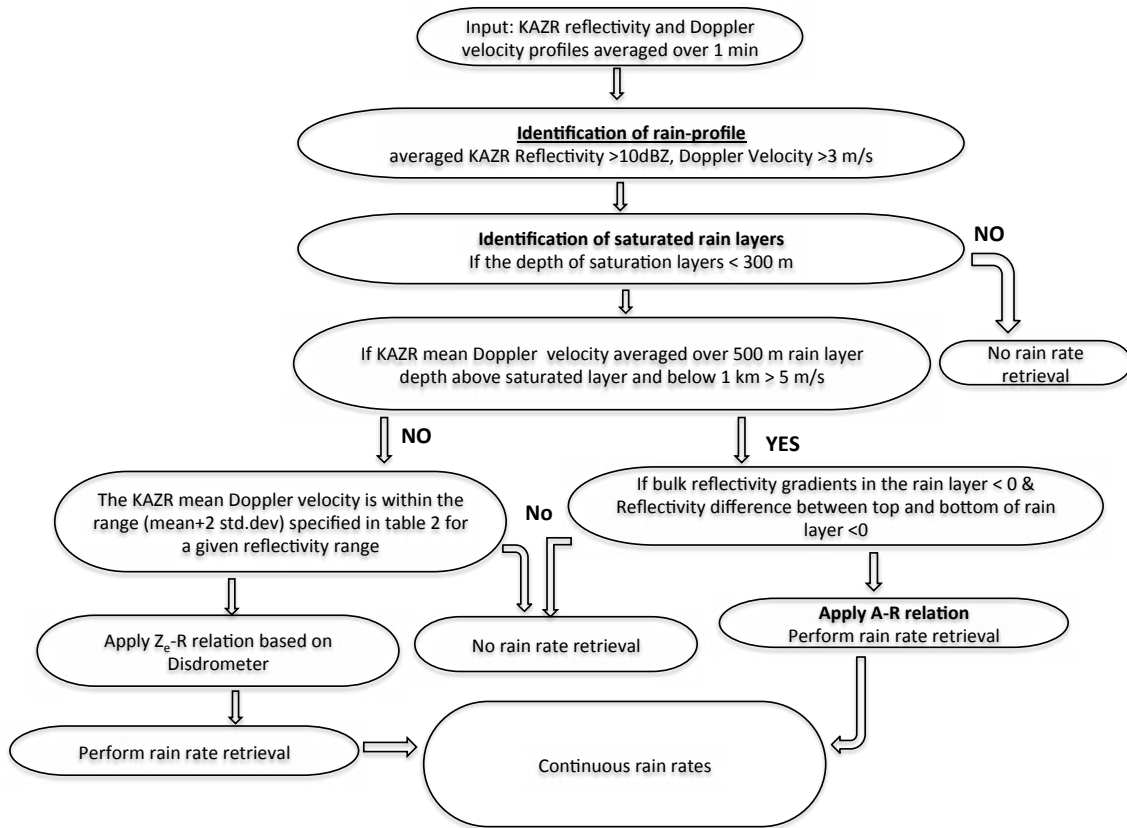 Input: KAZR reflectivity and Doppler
velocity profiles averaged over 1 min
Identification of rain-profile
averaged KAZR Reflectivity >10dBZ, Doppler Velocity >3 m/s
Identification of saturated rain layers
If the depth of saturation layers < 300 m
NO
No rain rate
retrieval
If KAZR mean Doppler velocity averaged over 500 m rain layer
depth above saturated layer and below 1 km > 5 m/s
NO
YES
The KAZR mean Doppler velocity is within the
range (mean+2 std.dev) specified in table 2 for
a given reflectivity range
No
If bulk reflectivity gradients in the rain layer < 0 &
Reflectivity difference between top and bottom of rain
layer <0
Apply Ze-R relation based on
Disdrometer
No rain rate retrieval
Apply A-R relation
Perform rain rate retrieval
Perform rain rate retrieval
Continuous rain rates